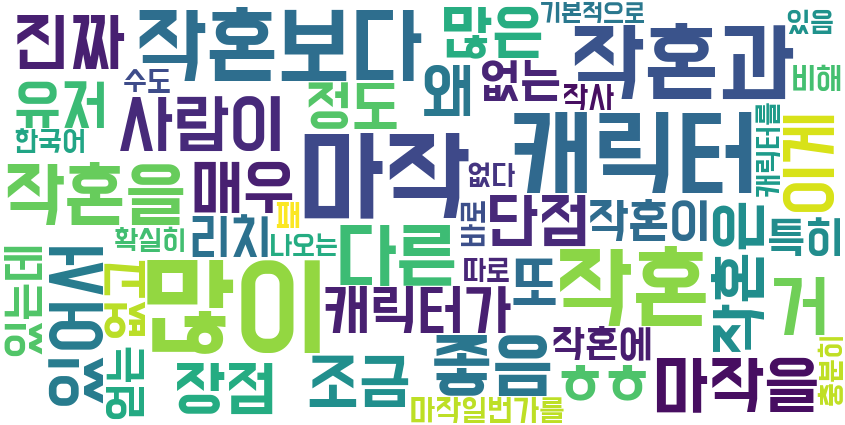 진짜
작혼보다
많은
기본적으로
있음
작혼과
유저
수도
정도
왜
없는
작사
비해
한국어
사람이
마작
캐릭터
캐릭터를
이게
작혼을
매우
패
없다
바로
단점
작혼이
특히
확실히
리치
나오는
다른
따로
또
작혼
작혼은
거
있는데
있어서
없고
많이
캐릭터가
좋음
작혼에
ㅎㅎ
마작을
충분히
있는
장점
조금
마작일번가를